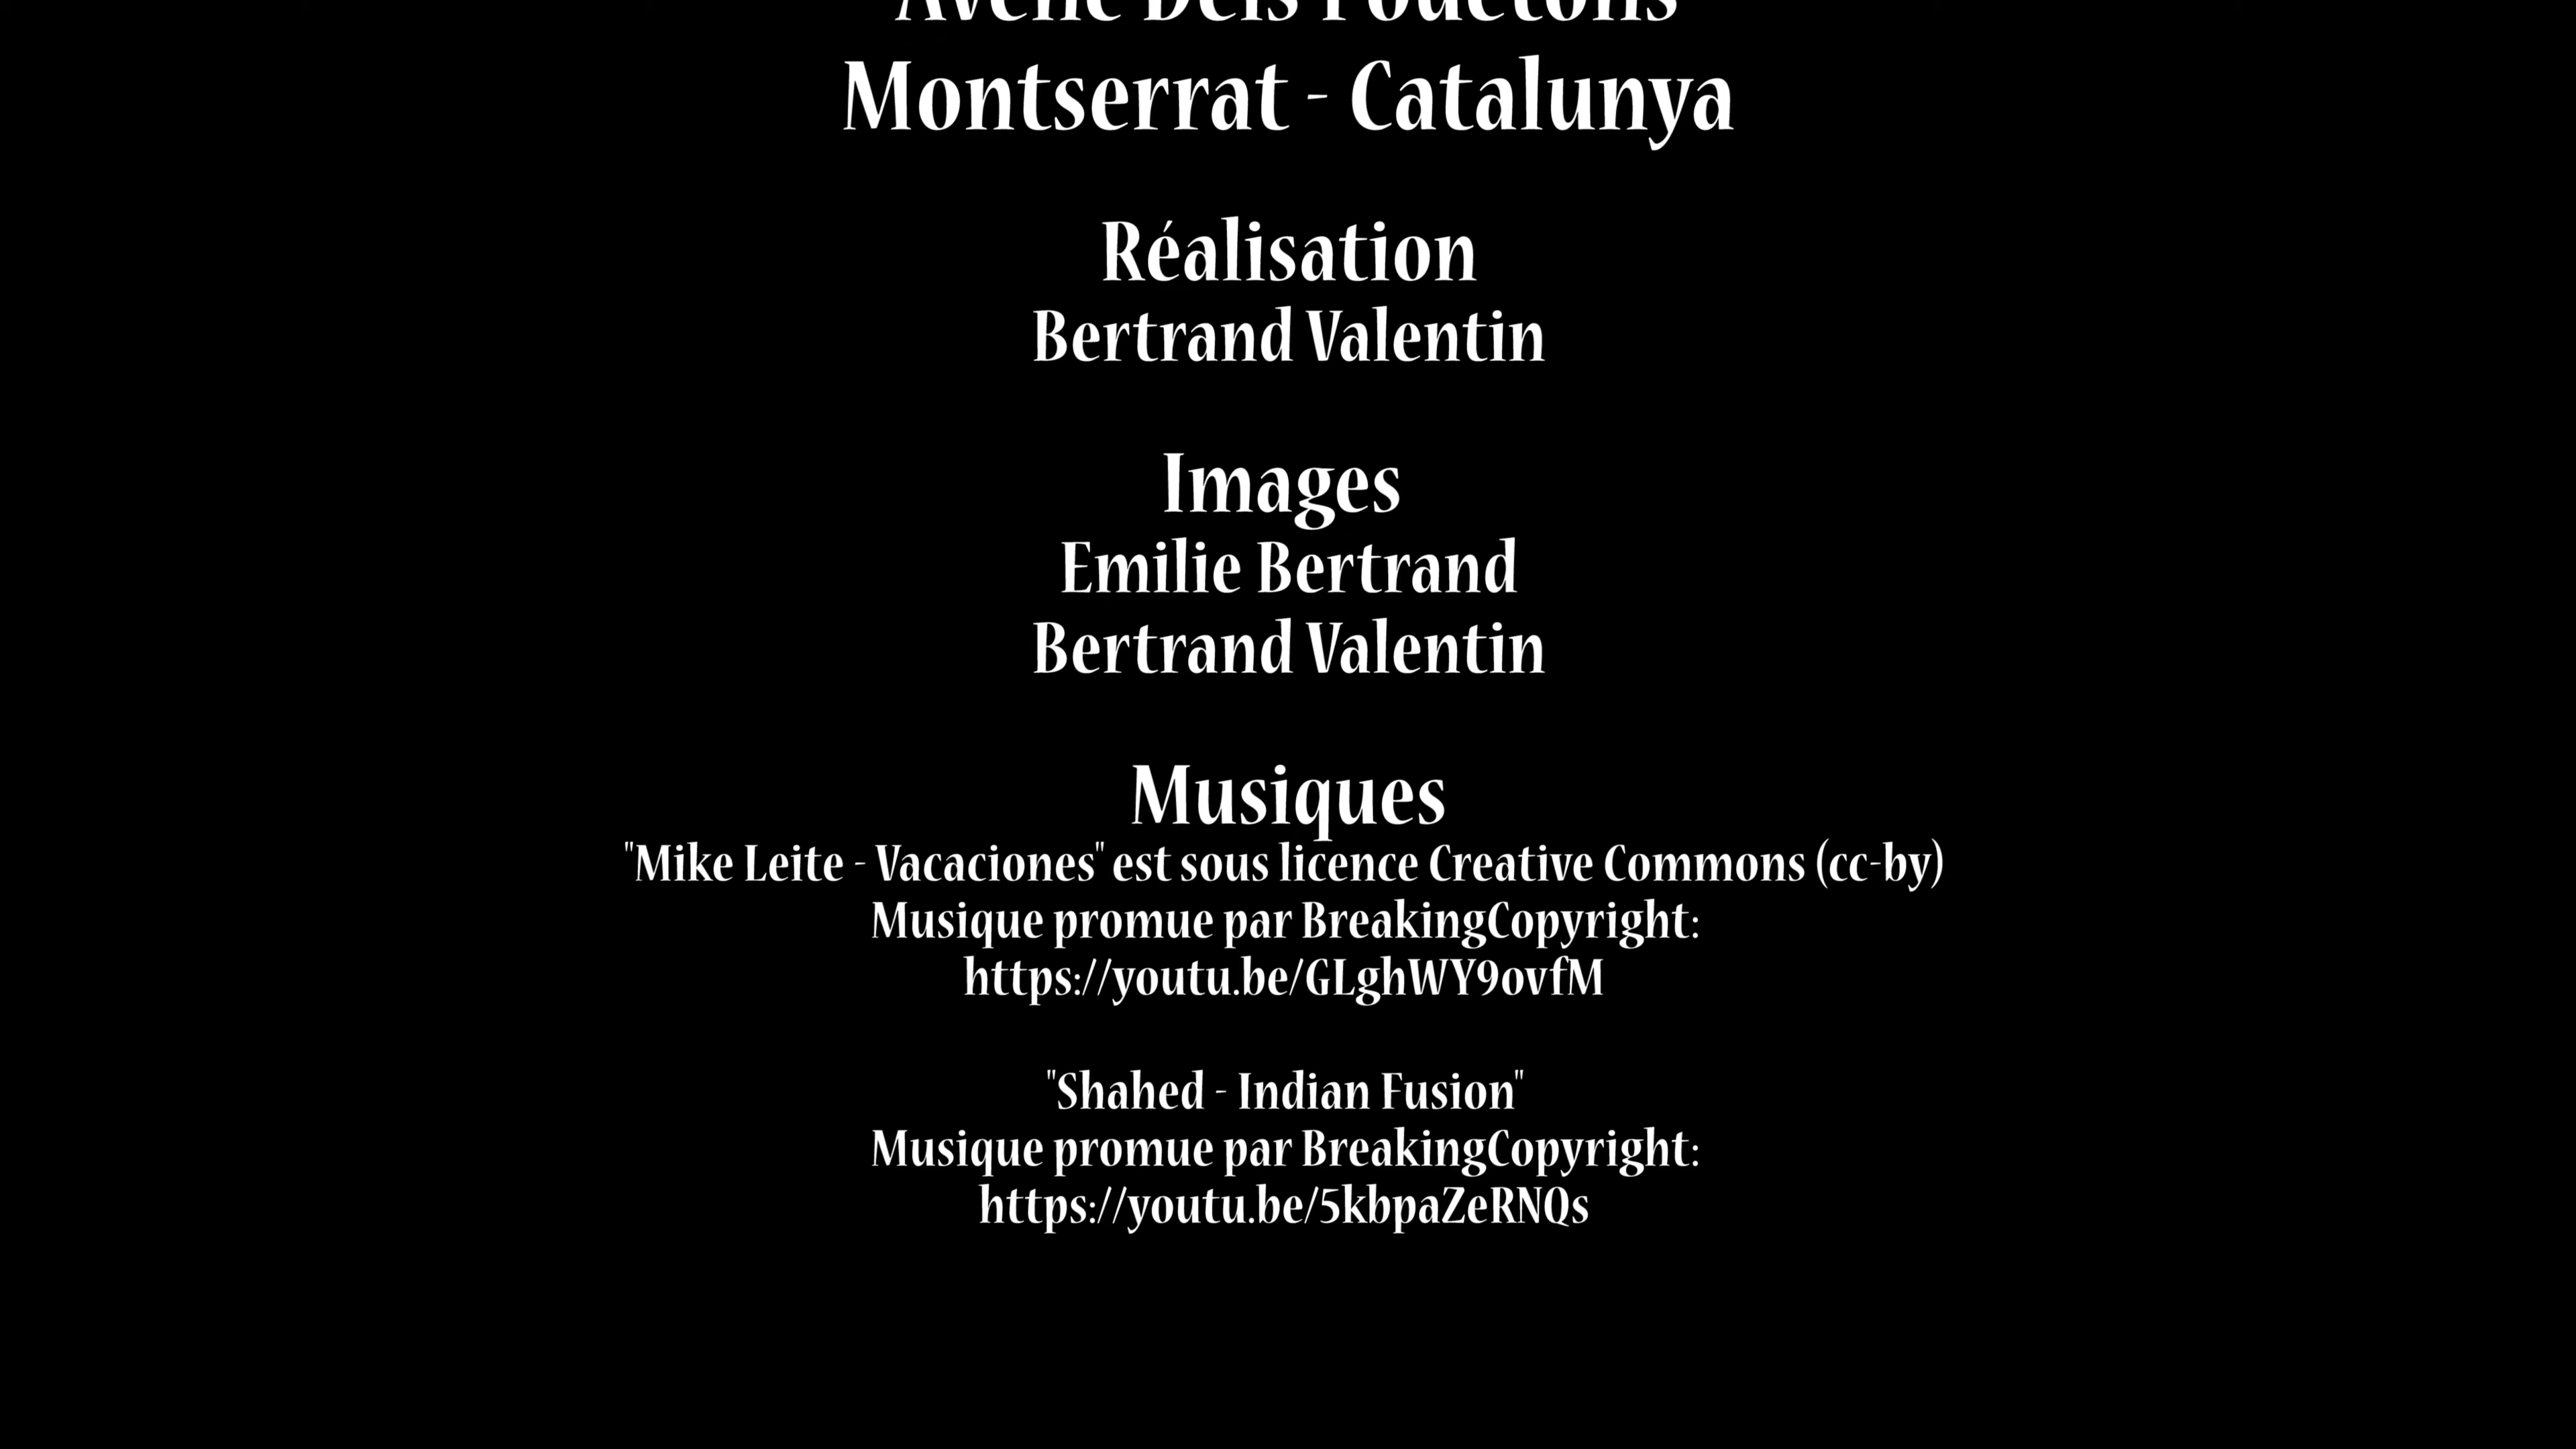 Montserrat - Catalunya
Réalisation
Bertrand Valentin
Images
Emilie Bertrand
Bertrand Valentin
Musiques
"Mike Leite - Vacaciones" est sous licence Creative Commons (cc-by)
Musique promue par BreakingCopyright:
https://youtu.be/GLghWY9ovfM
"Shahed - Indian Fusion"
Musique promue par BreakingCopyright:
https://youtu.be/5kbpaZeRNQs